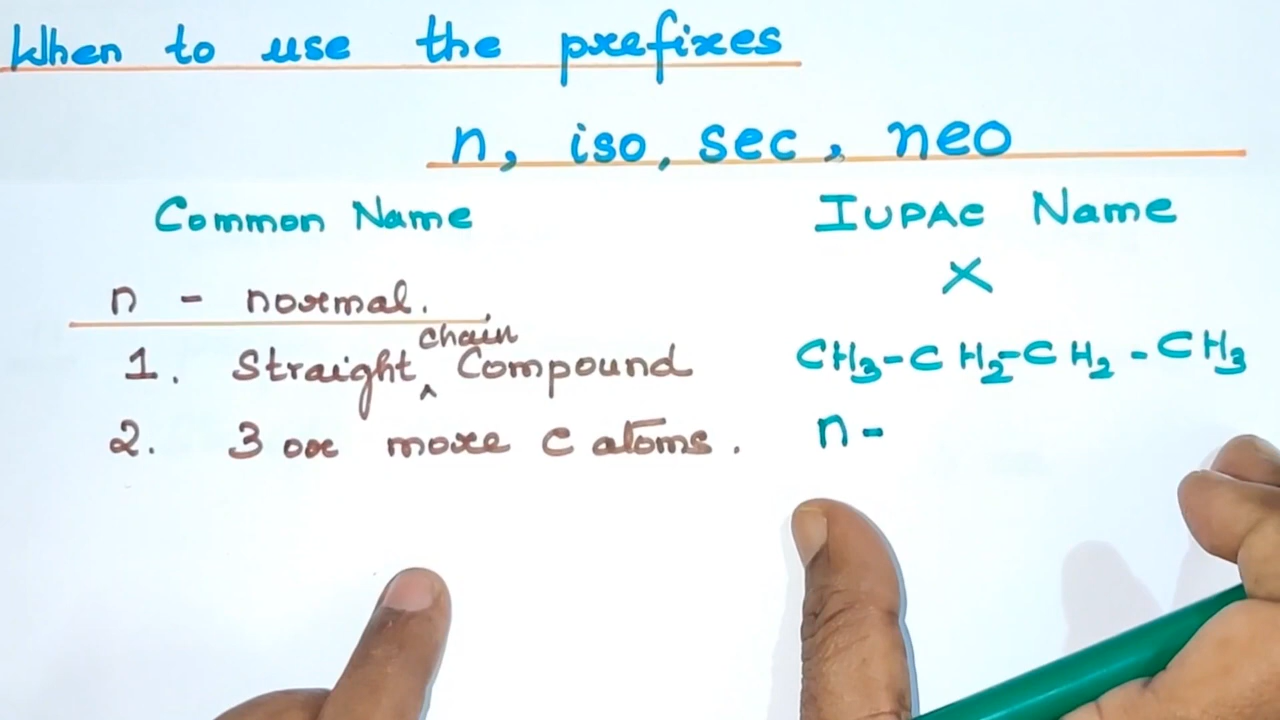 When to use the prefixes
n, iso, sec, neo
Common Name
IUPAC Name
X
n - normal.
1. Straight ^ chain Compound
CH3-CH2-CH2-CH3
2. 3 or more C atoms.
n -